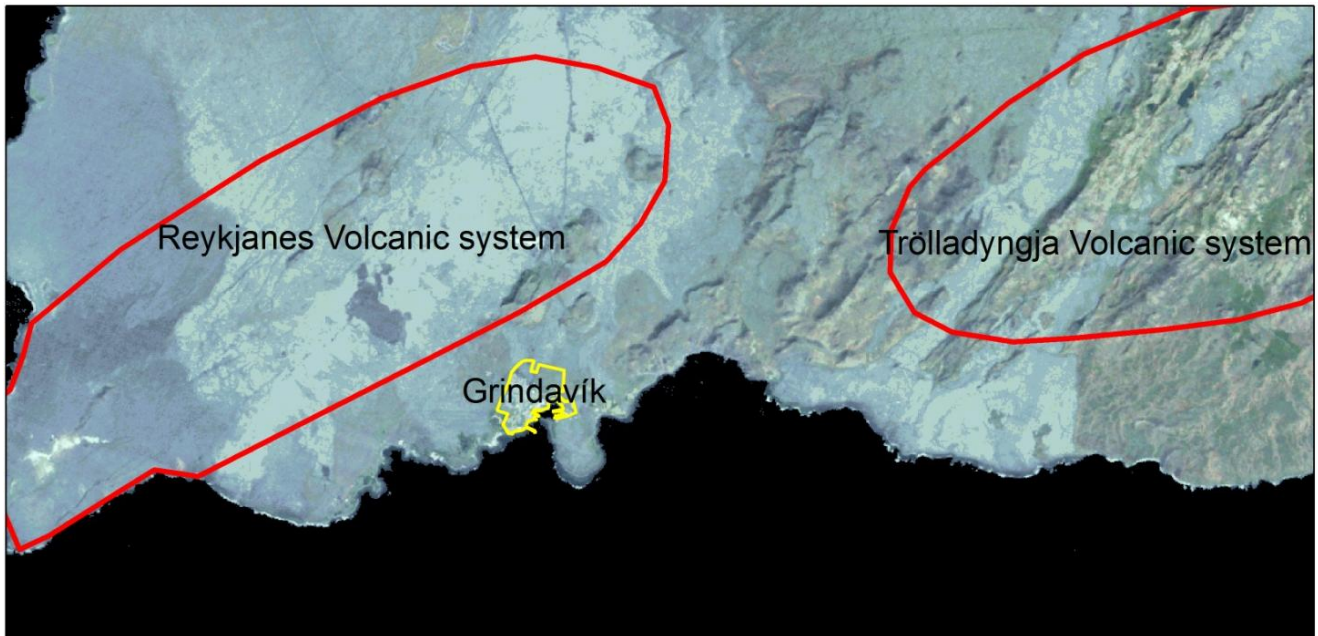 Reykjanes Volcanic system
Trölladyngja Volcanic system
Grindavík